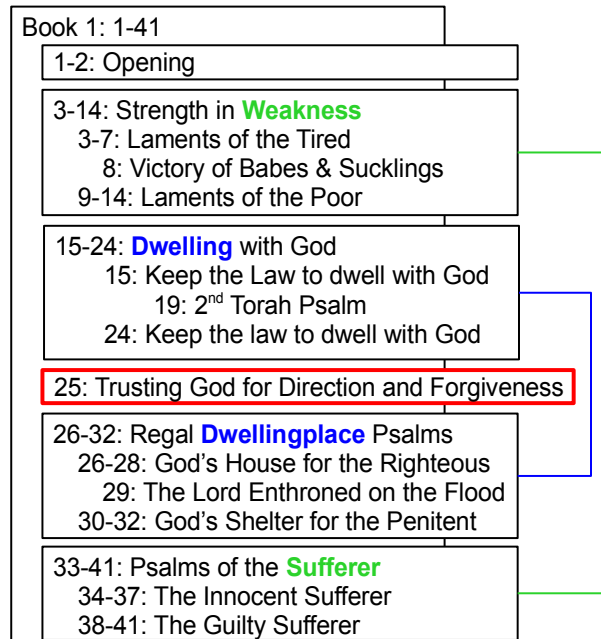 Book 1: 1-41
1-2: Opening
3-14: Strength in Weakness
3-7: Laments of the Tired
8: Victory of Babes & Sucklings
9-14: Laments of the Poor
15-24: Dwelling with God
15: Keep the Law to dwell with God
19: 2nd Torah Psalm
24: Keep the law to dwell with God
25: Trusting God for Direction and Forgiveness
26-32: Regal Dwellingplace Psalms
26-28: God's House for the Righteous
29: The Lord Enthroned on the Flood
30-32: God's Shelter for the Penitent
33-41: Psalms of the Sufferer
34-37: The Innocent Sufferer
38-41: The Guilty Sufferer